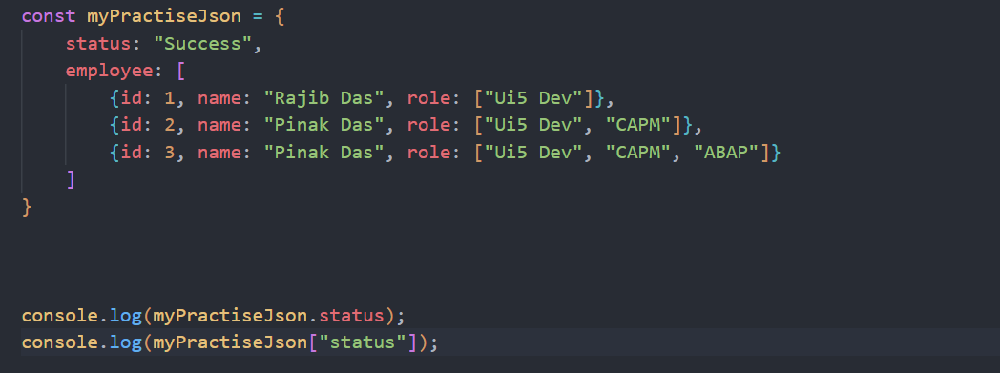 const myPractiseJson = {
    status: "Success",
    employee: [
        {id: 1, name: "Rajib Das", role: ["Ui5 Dev"]},
        {id: 2, name: "Pinak Das", role: ["Ui5 Dev", "CAPM"]},
        {id: 3, name: "Pinak Das", role: ["Ui5 Dev", "CAPM", "ABAP"]}
    ]
}
console.log(myPractiseJson.status);
console.log(myPractiseJson["status"]);